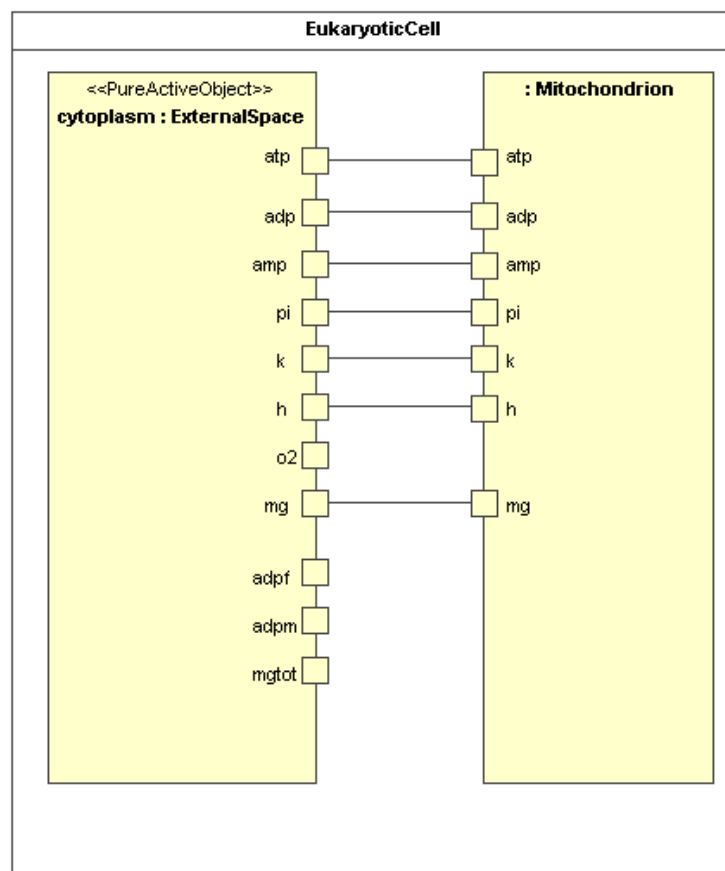 EukaryoticCell
<<PureActiveObject>>
cytoplasm : ExternalSpace
: Mitochondrion
atp
atp
adp
adp
amp
amp
pi
pi
k
k
h
h
o2
mg
mg
adpf
adpm
mgtot